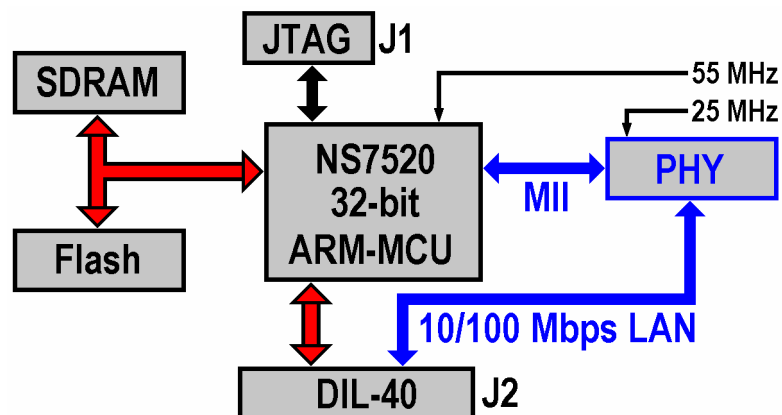 JTAG J1
SDRAM
55 MHz
25 MHz
NS7520
32-bit
ARM-MCU
MII
PHY
Flash
10/100 Mbps LAN
DIL-40 J2